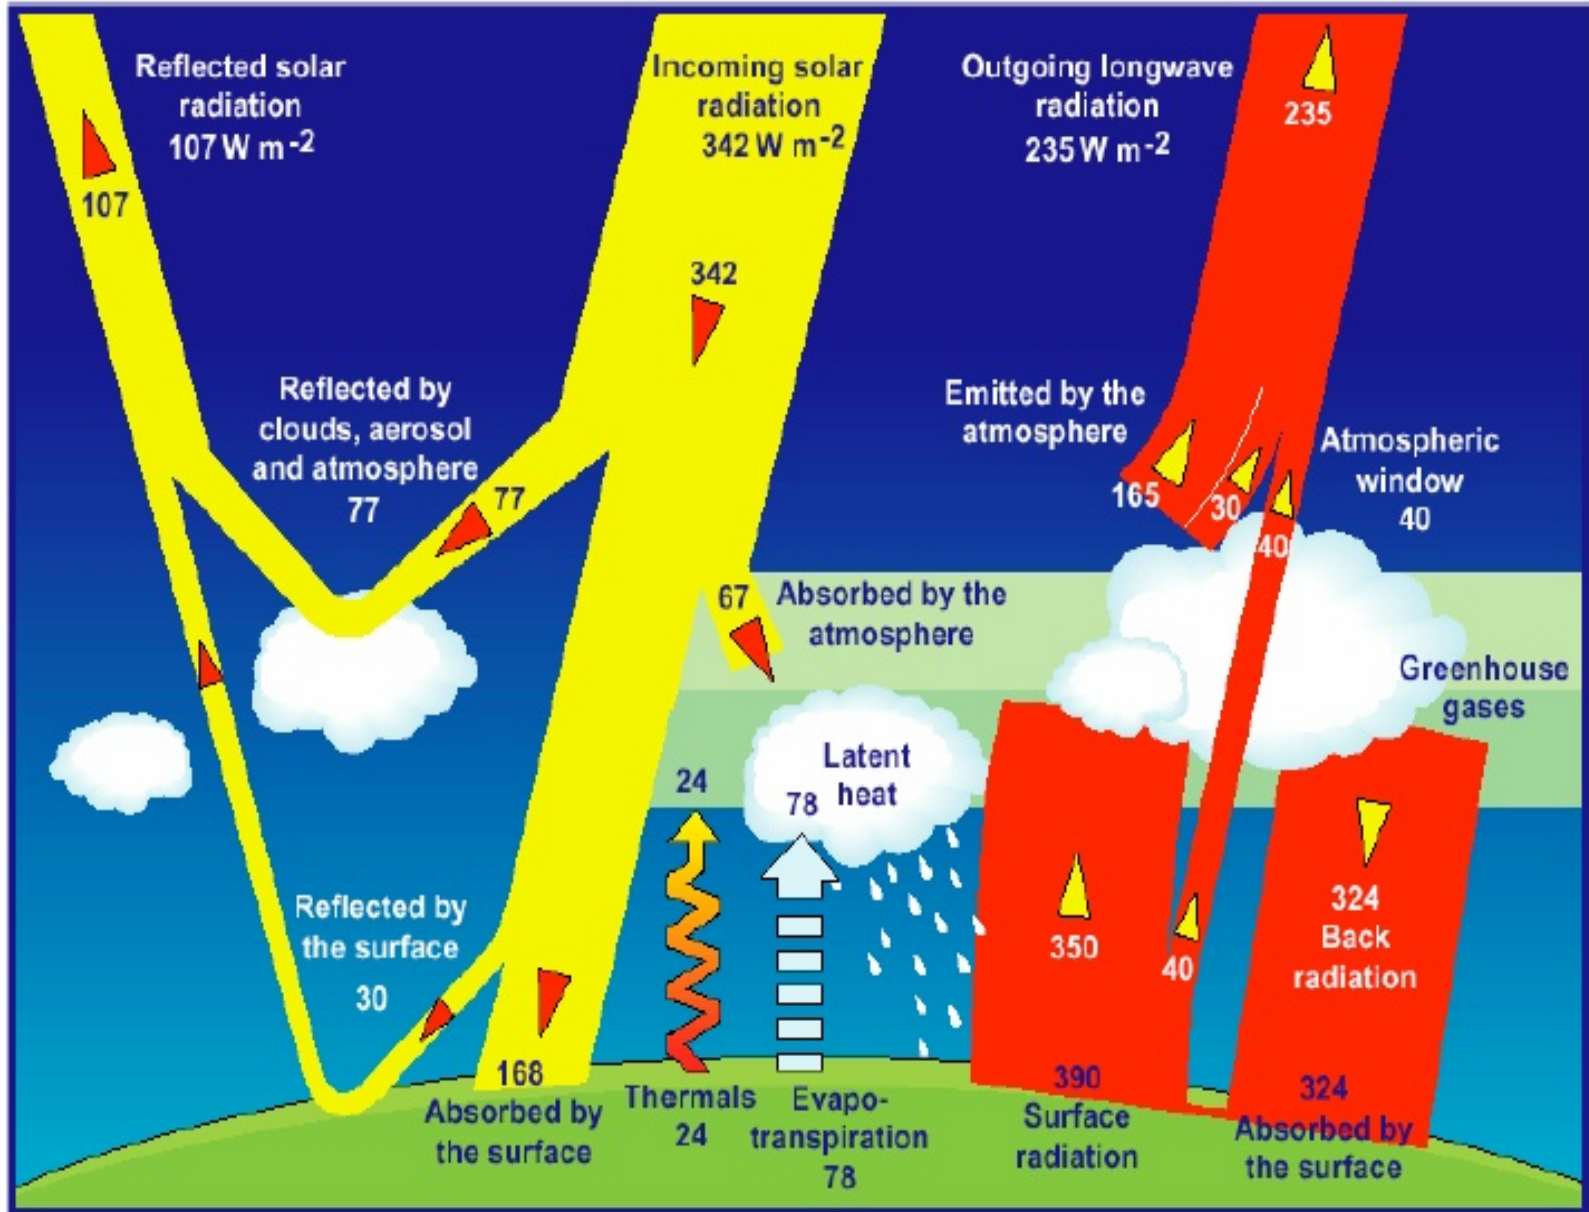 Reflected solar
radiation
107 W m-2
107
Incoming solar
radiation
342 W m-2
342
Outgoing longwave
radiation
235 W m-2
235
Reflected by
clouds, aerosol
and atmosphere
77
77
Emitted by the
atmosphere
165
30
40
Atmospheric
window
40
67
Absorbed by the
atmosphere
Greenhouse
gases
24
Latent
heat
78
Reflected by
the surface
30
350
40
324
Back
radiation
168
Absorbed by
the surface
Thermals
24
Evapo-
transpiration
78
390
Surface
radiation
324
Absorbed by
the surface